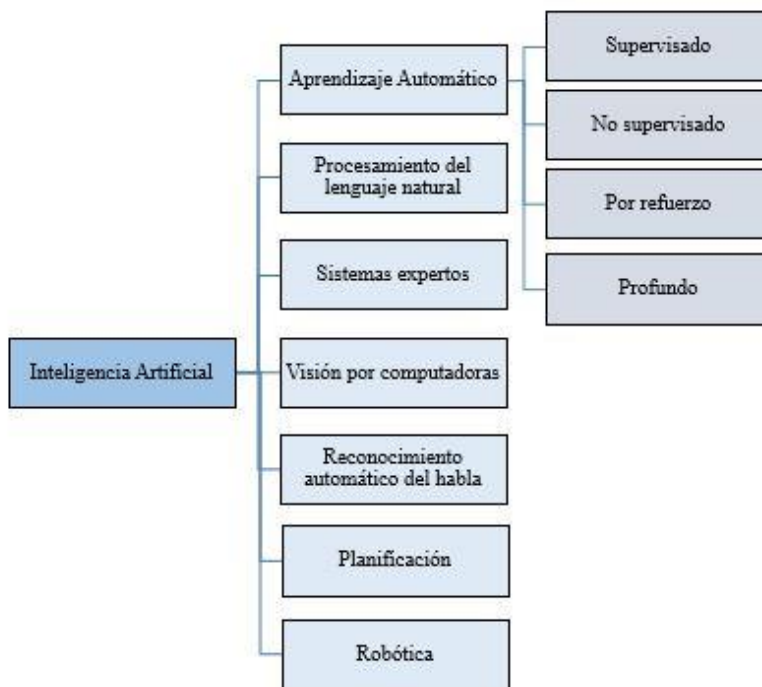 Inteligencia Artificial
Aprendizaje Automático
Supervisado
No supervisado
Por refuerzo
Profundo
Procesamiento del
lenguaje natural
Sistemas expertos
Visión por computadoras
Reconocimiento
automático del habla
Planificación
Robótica